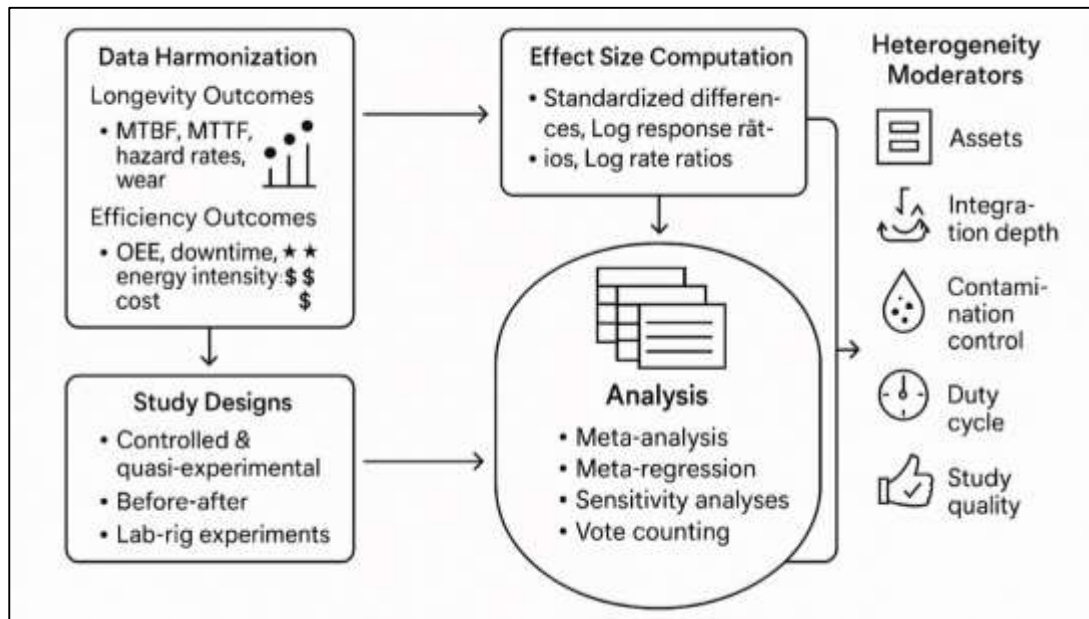 Data Harmonization
Longevity Outcomes
• MTBF, MTTF,
hazard rates,
wear
Efficiency Outcomes
• OEE, downtime, ★ ★
energy intensity: $ $
cost $
Study Designs
• Controlled &
quasi-experimental
• Before-after
• Lab-rig experiments
Effect Size Computation
• Standardized differen-
ces, Log response răt-
• ios, Log rate ratios
Analysis
• Meta-analysis
• Meta-regression
• Sensitivity analyses
• Vote counting
Heterogeneity
Moderators
Assets
Integra-
tion depth
Contami-
nation
control
Duty
cycle
Study
quality